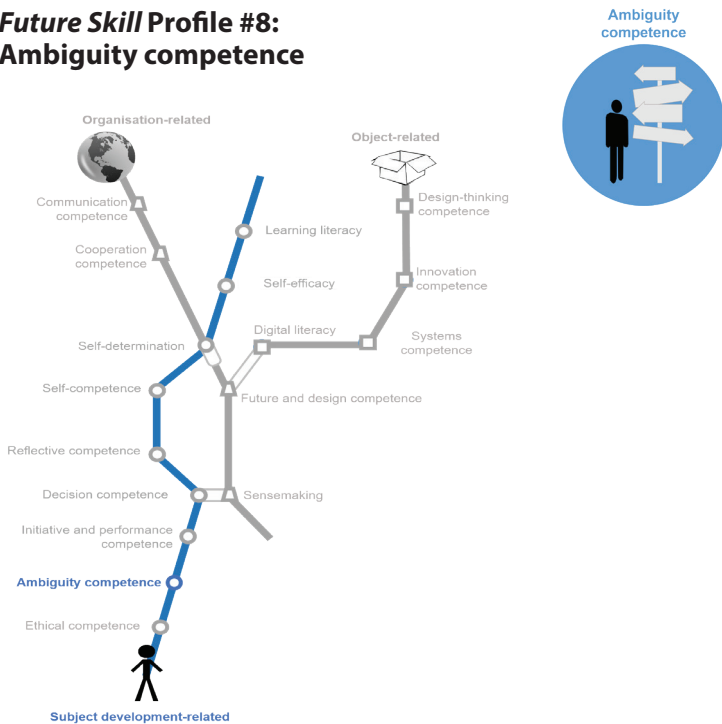 Future Skill Profile #8:
Ambiguity competence
Ambiguity
competence
Organisation-related
Object-related
Communication
competence
Design-thinking
competence
Learning literacy
Cooperation
competence
Innovation
competence
Self-efficacy
Digital literacy
Systems
competence
Self-determination
Self-competence
Future and design competence
Reflective competence
Decision competence
Sensemaking
Initiative and performance
competence
Ambiguity competence
Ethical competence
Subject development-related